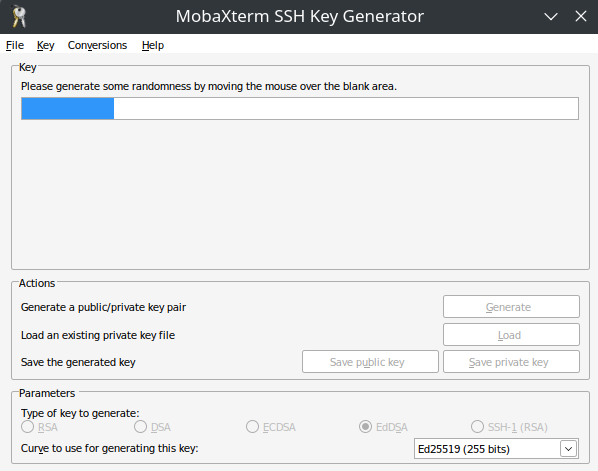 MobaXterm SSH Key Generator
File Key Conversions Help
Key
Please generate some randomness by moving the mouse over the blank area.
Actions
Generate a public/private key pair Generate
Load an existing private key file Load
Save the generated key Save public key Save private key
Parameters
Type of key to generate:
RSA DSA ECDSA EdDSA SSH-1 (RSA)
Curve to use for generating this key: Ed25519 (255 bits)